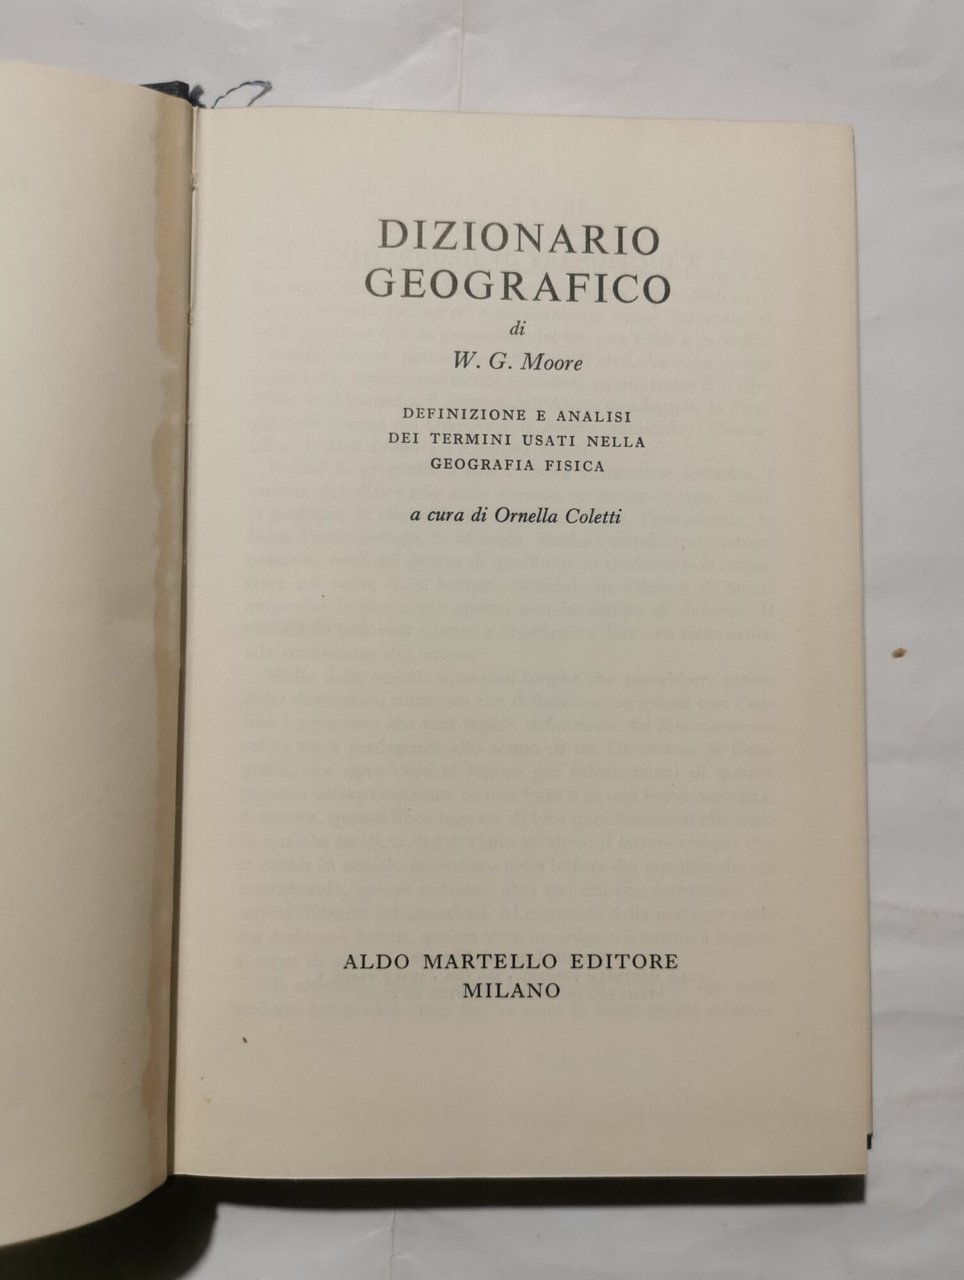 DIZIONARIO
GEOGRAFICO
di
W. G. Moore
DEFINIZIONE E ANALISI
DEI TERMINI USATI NELLA
GEOGRAFIA FISICA
a cura di Ornella Coletti
ALDO MARTELLO EDITORE
MILANO